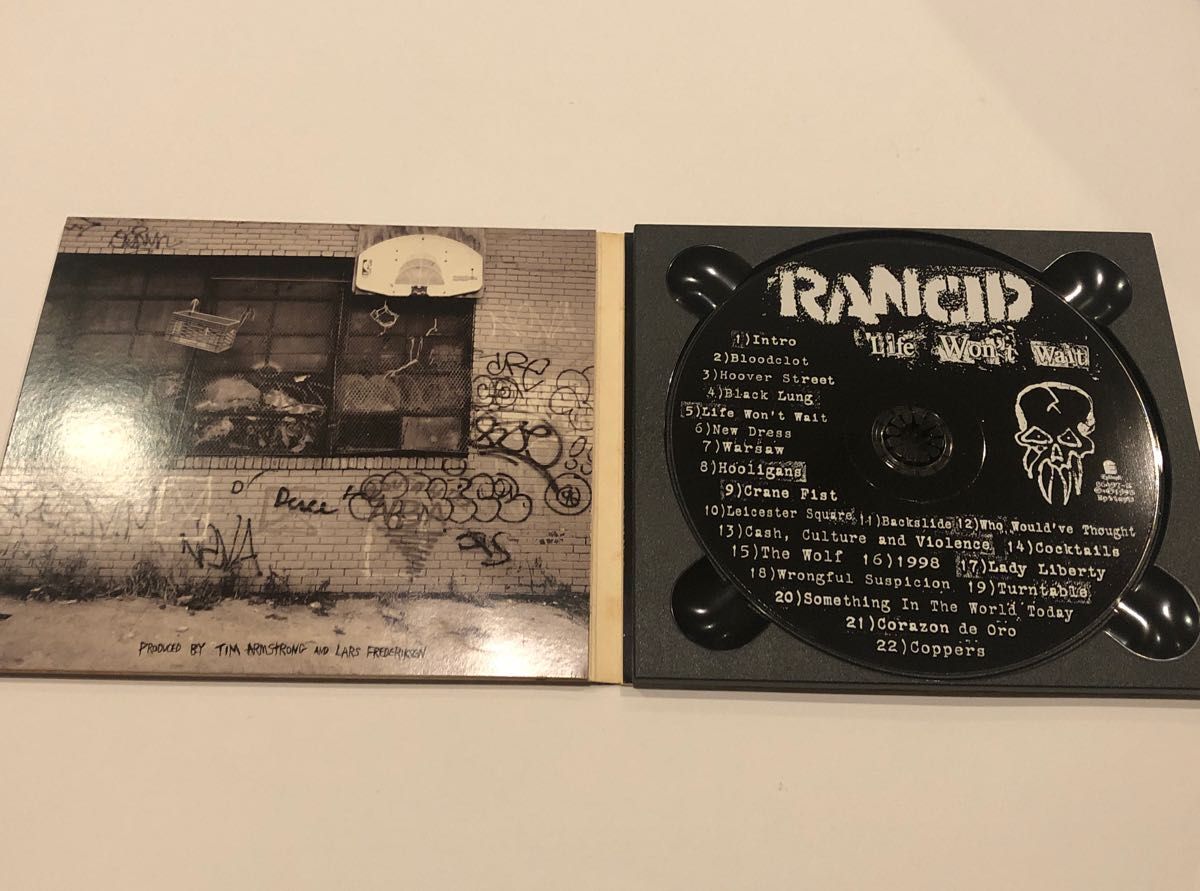 PRODUCED BY TIM ARMSTRONG AND LARS FREDERIKSEN
RANCID
Life Won't Wait
1)Intro
2)Bloodclot
3)Hoover Street
4)Black Lung
5)Life Won't Wait
6)New Dress
7)Warsaw
8)Hooligans
9)Crane Fist
10)Leicester Square 11)Backslide 12)Who Would've Thought
13)Cash, Culture and Violence 14)Cocktails
15)The Wolf 16)1998 17)Lady Liberty
18)Wrongful Suspicion 19)Turntable
20)Something In The World Today
21)Corazon de Oro
22)Coppers